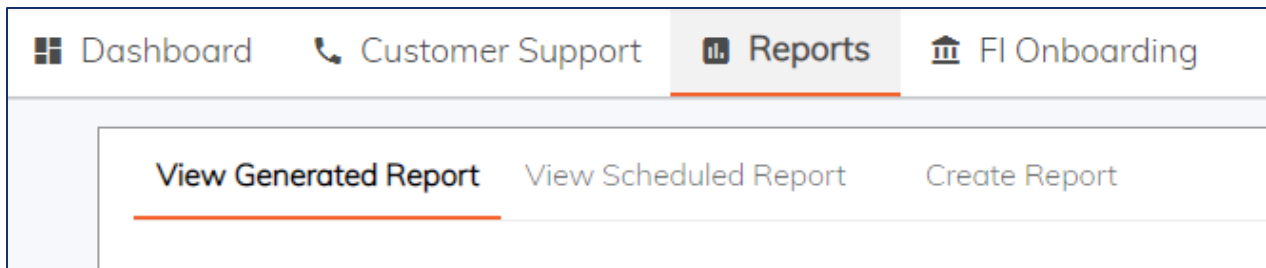 Dashboard Customer Support Reports FI Onboarding
View Generated Report View Scheduled Report Create Report